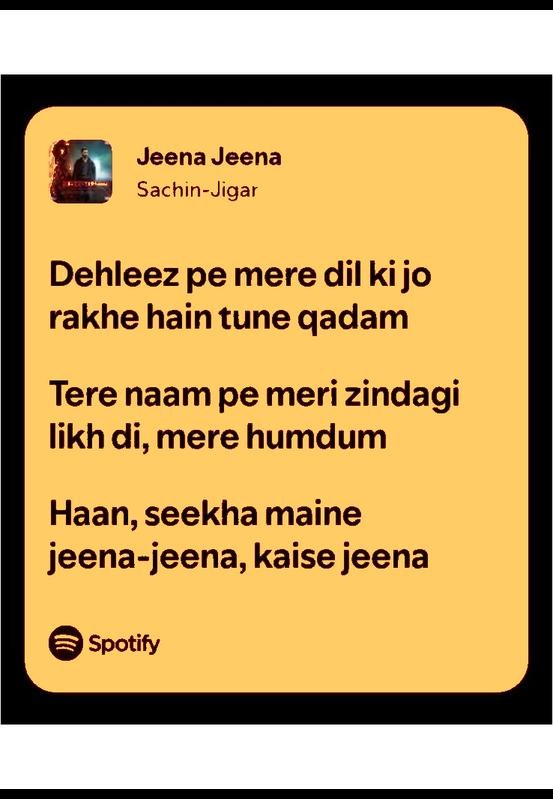 Jeena Jeena
Sachin-Jigar
Dehleez pe mere dil ki jo
rakhe hain tune qadam
Tere naam pe meri zindagi
likh di, mere humdum
Haan, seekha maine
jeena-jeena, kaise jeena
Spotify